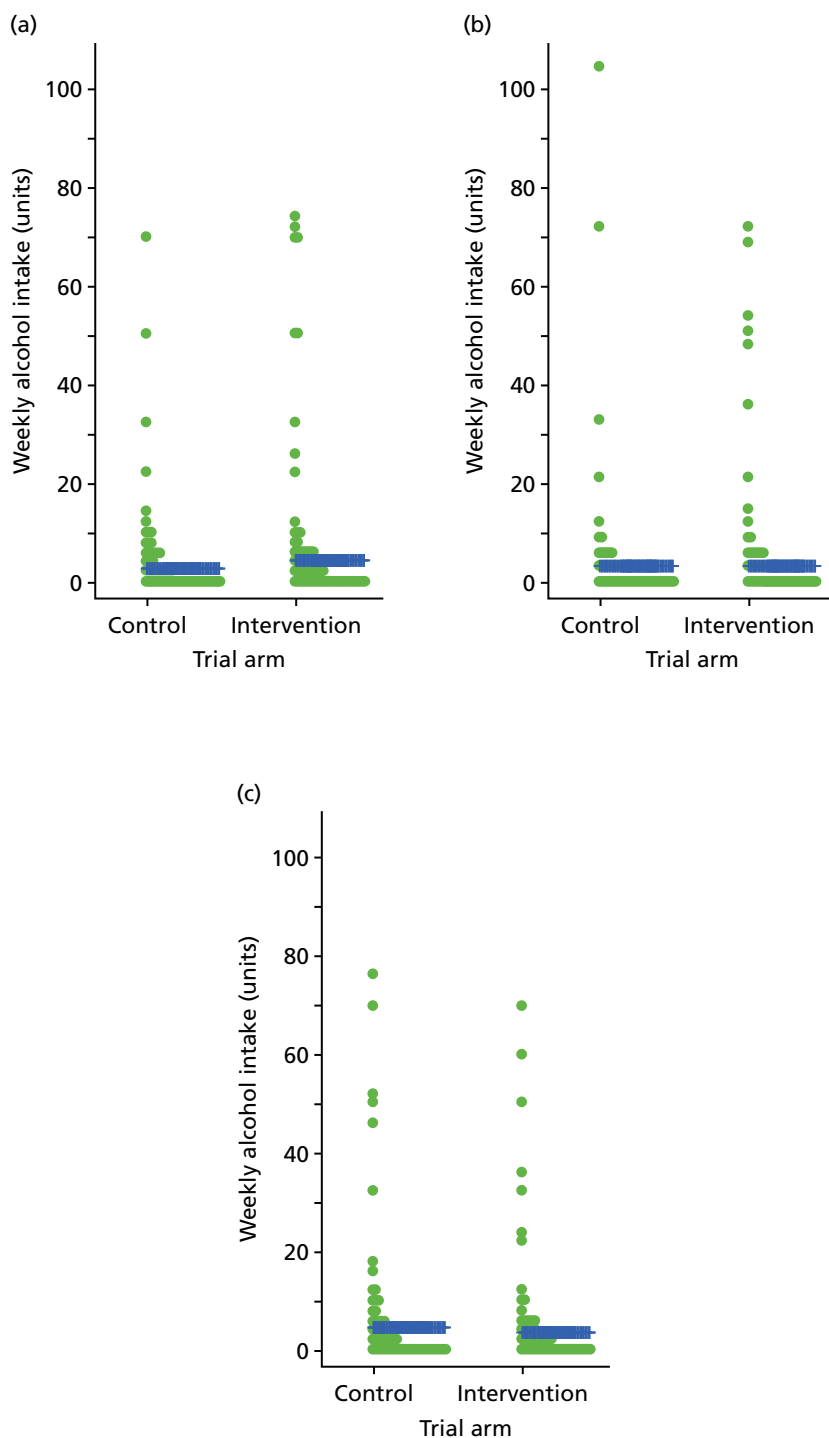 (a)
Weekly alcohol intake (units)
100
80
60
40
20
0
Control Intervention
Trial arm
(b)
Weekly alcohol intake (units)
100
80
60
40
20
0
Control Intervention
Trial arm
(c)
Weekly alcohol intake (units)
100
80
60
40
20
0
Control Intervention
Trial arm